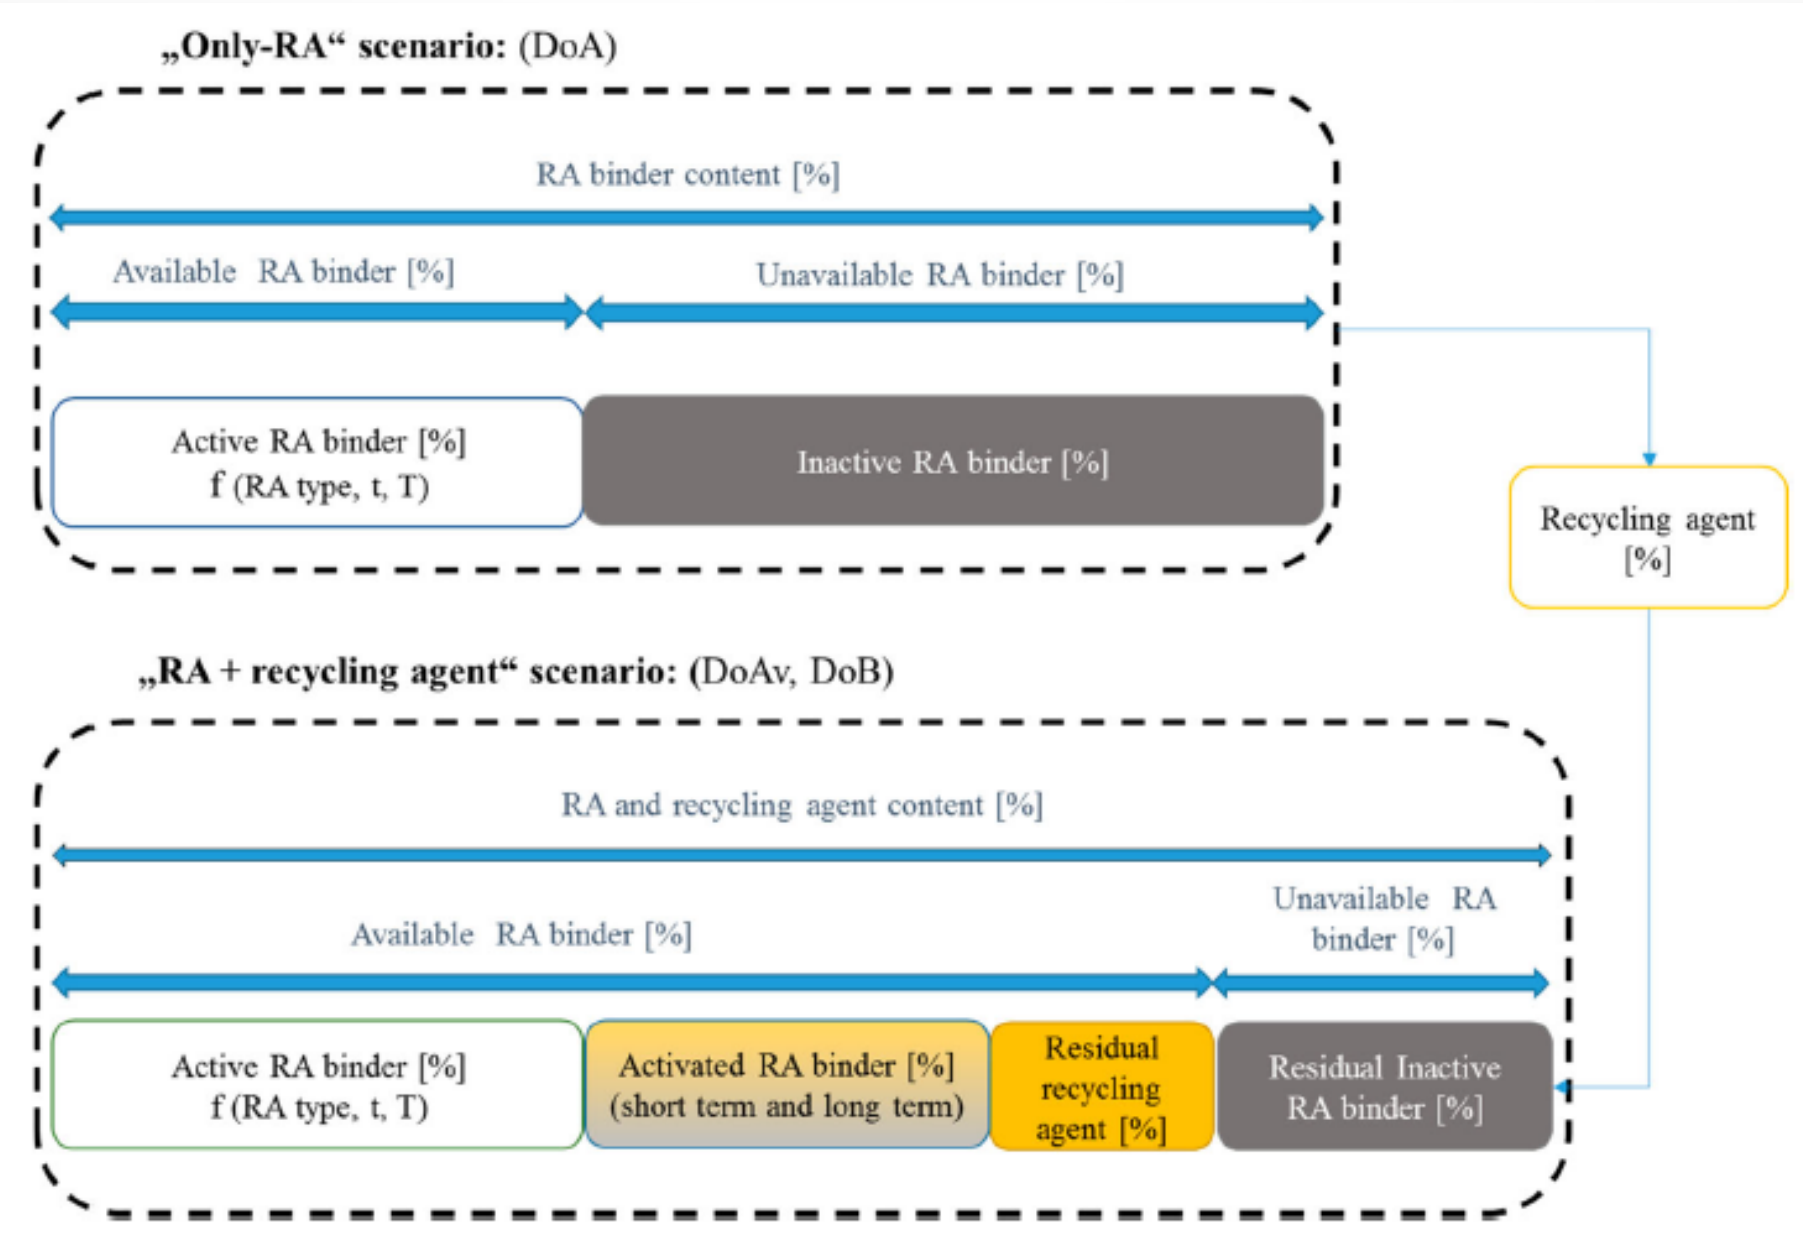 „Only-RA“ scenario: (DoA)
RA binder content [%]
Available RA binder [%]
Unavailable RA binder [%]
Active RA binder [%]
f (RA type, t, T)
Inactive RA binder [%]
Recycling agent
[%]
„RA + recycling agent“ scenario: (DoAv, DoB)
RA and recycling agent content [%]
Available RA binder [%]
Unavailable RA
binder [%]
Active RA binder [%]
f (RA type, t, T)
Activated RA binder [%]
(short term and long term)
Residual
recycling
agent [%]
Residual Inactive
RA binder [%]